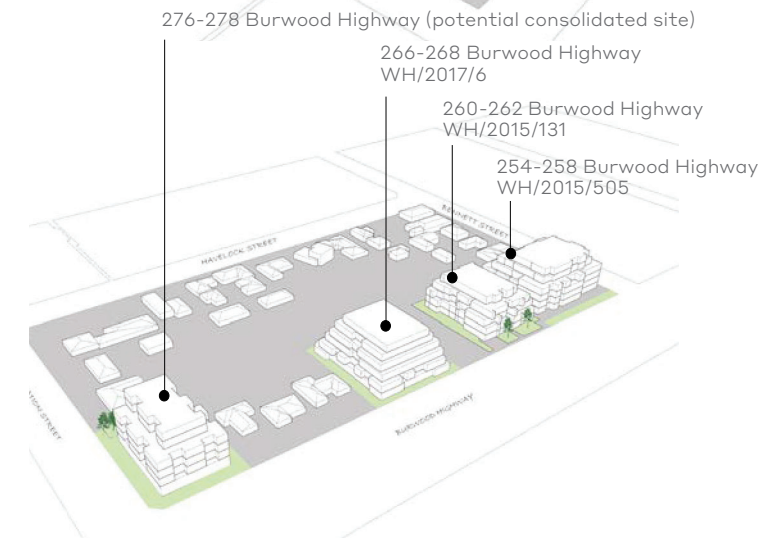 276-278 Burwood Highway (potential consolidated site)
266-268 Burwood Highway
WH/2017/6
260-262 Burwood Highway
WH/2015/131
254-258 Burwood Highway
WH/2015/505
BENNETT STREET
HAVELOCK STREET
BURWOOD HIGHWAY
STREET